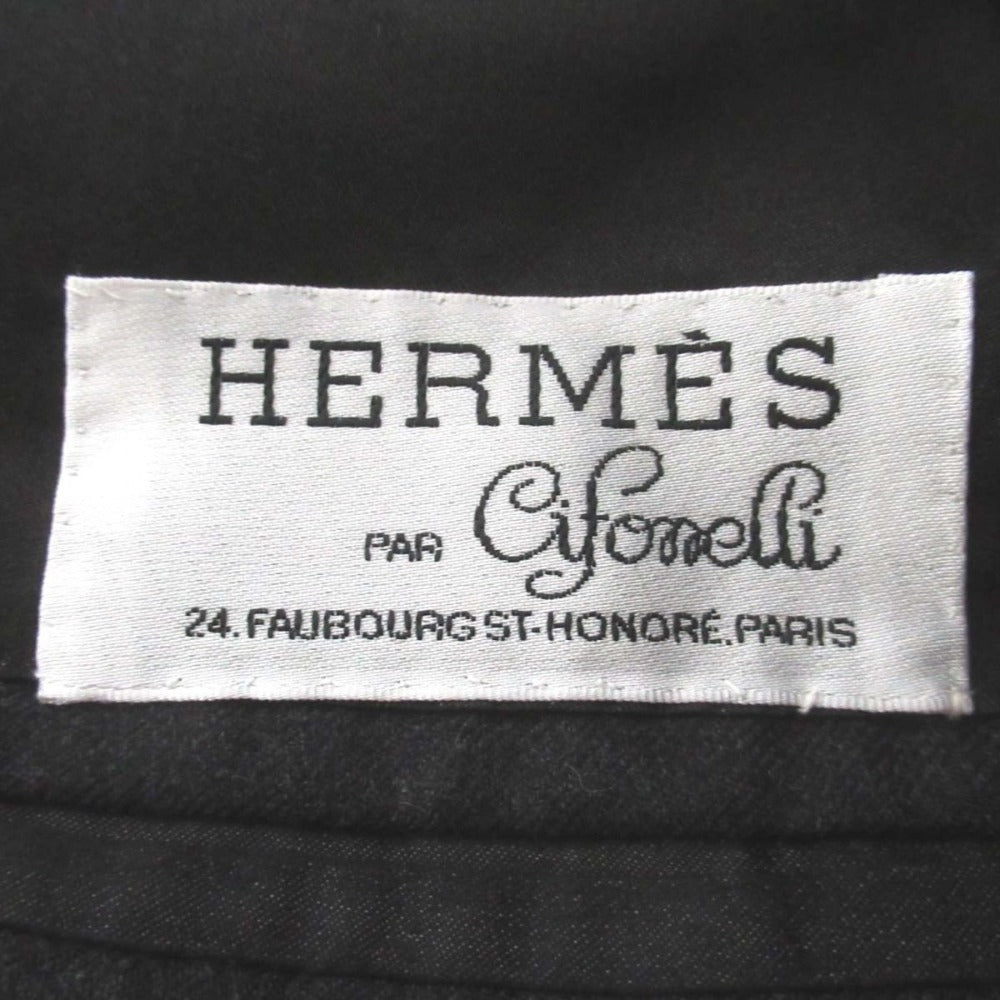 HERMÈS
PAR Cifonelli
24.FAUBOURG ST-HONORÉ.PARIS